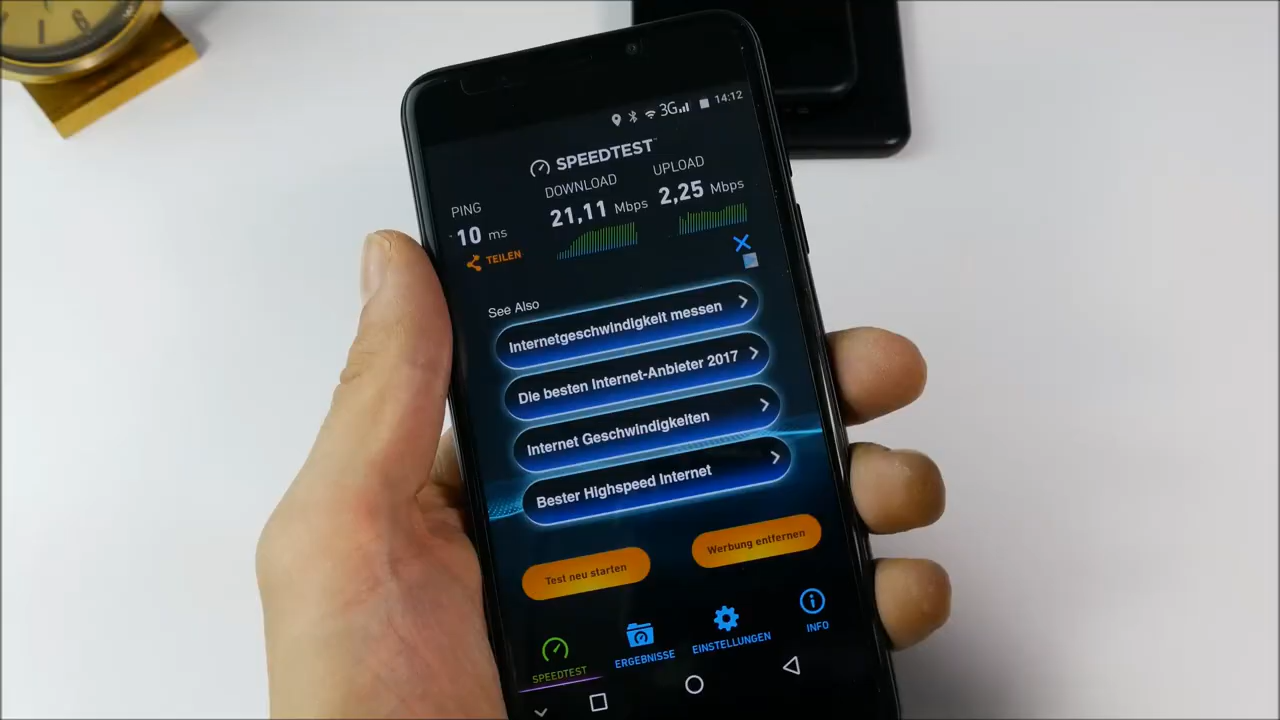 3G 14:12
SPEEDTEST
PING DOWNLOAD UPLOAD
10 ms 21,11 Mbps 2,25 Mbps
TEILEN
See Also
Internetgeschwindigkeit messen
Die besten Internet-Anbieter 2017
Internet Geschwindigkeiten
Bester Highspeed Internet
Test neu starten Werbung entfernen
SPEEDTEST ERGEBNISSE EINSTELLUNGEN INFO